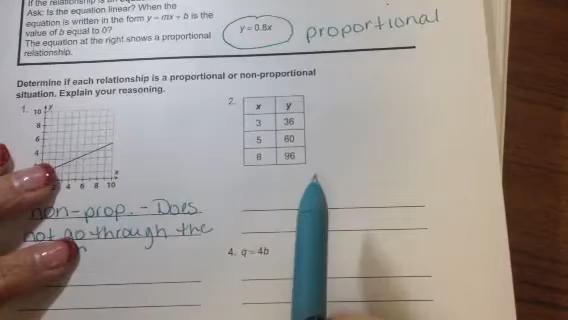 If the relationship is an equation
Ask: Is the equation linear? When the
equation is written in the form y = mx + b is the
value of b equal to 0?
The equation at the right shows a proportional
relationship.
y = 0.8x
proportional
Determine if each relationship is a proportional or non-proportional
situation. Explain your reasoning.
1.
10 y
8
6
4
4 6 8 10
x
non-prop. - Does
not go through the
2.
x y
3 36
5 60
8 96
4. q = 4b